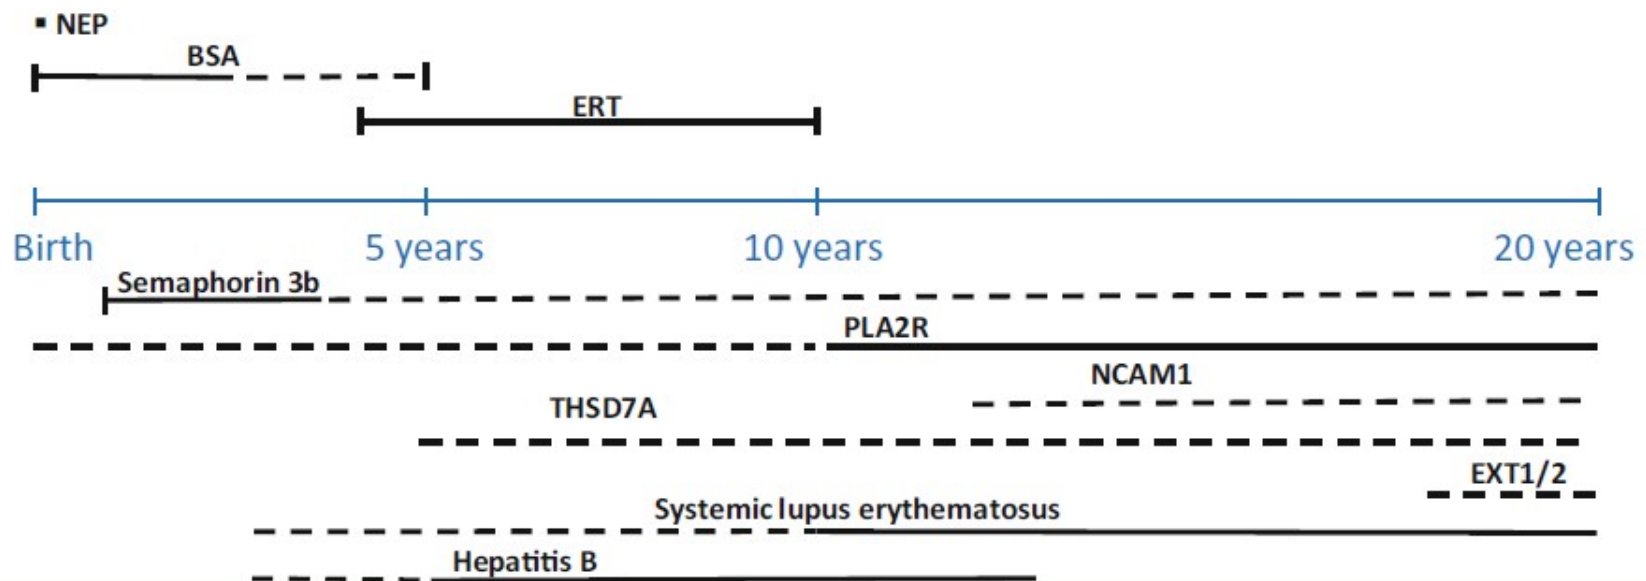 ▪ NEP
BSA
ERT
Birth 5 years 10 years 20 years
Semaphorin 3b
PLA2R
NCAM1
THSD7A
EXT1/2
Systemic lupus erythematosus
Hepatitis B